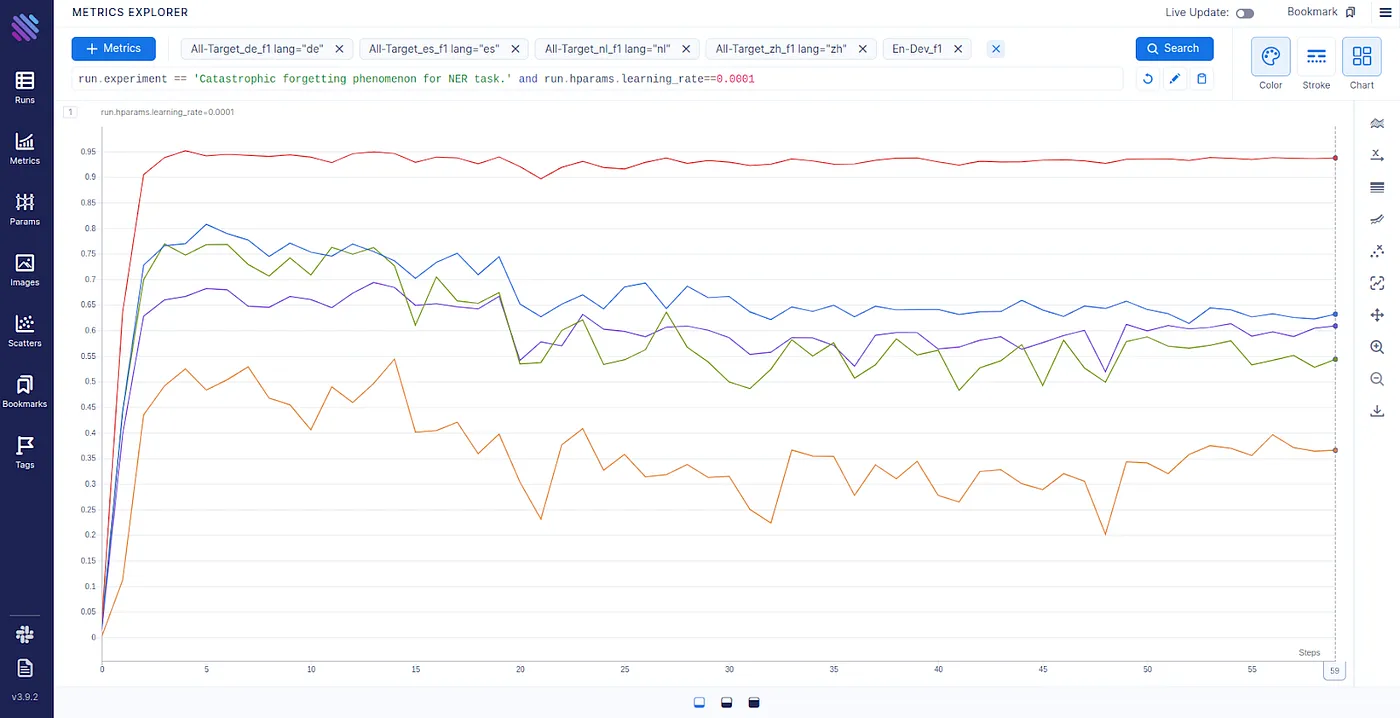 METRICS EXPLORER
Live Update:
Bookmark
Metrics
All-Target_de_f1 lang="de"
All-Target_es_f1 lang="es"
All-Target_nl_f1 lang="nl"
All-Target_zh_f1 lang="zh"
En-Dev_f1
Search
run.experiment == 'Catastrophic forgetting phenomenon for NER task.' and run.hparams.learning_rate==0.0001
Color
Stroke
Chart
Runs
Metrics
Params
Images
Scatters
Bookmarks
Tags
v3.9.2
1
run.hparams.learning_rate=0.0001
0.95
0.9
0.85
0.8
0.75
0.7
0.65
0.6
0.55
0.5
0.45
0.4
0.35
0.3
0.25
0.2
0.15
0.1
0.05
0
Steps
0 5 10 15 20 25 30 35 40 45 50 55 59